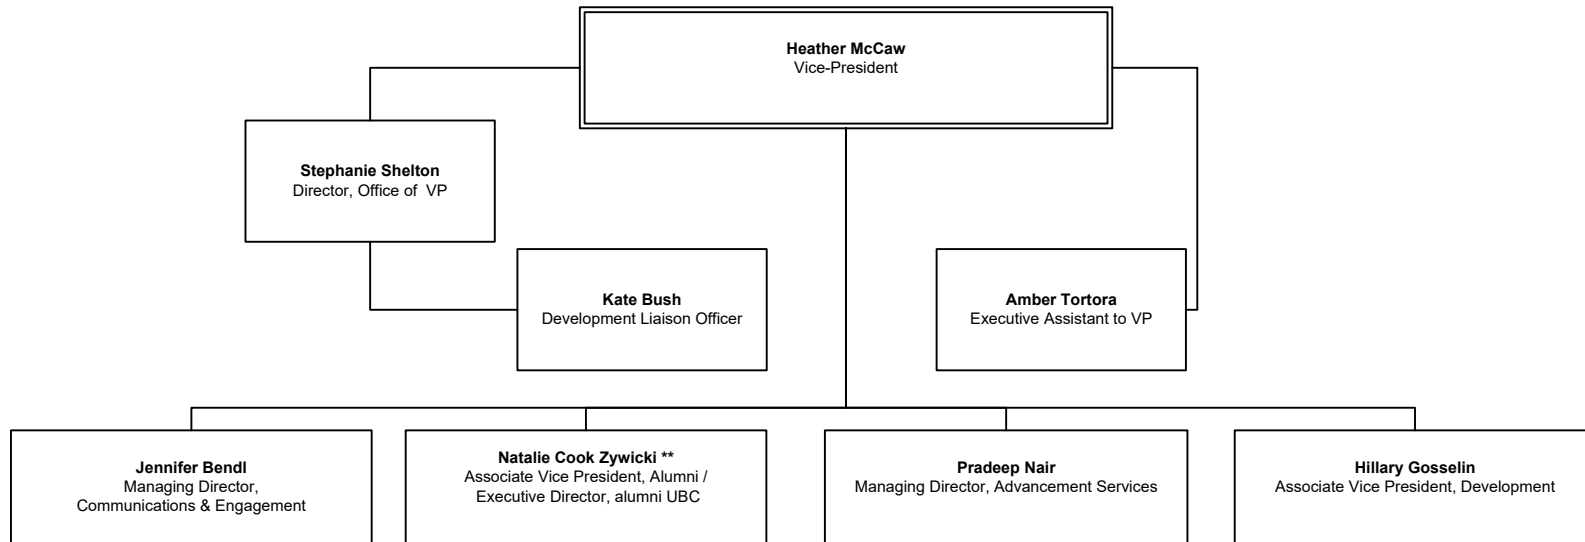 Heather McCaw
Vice-President
Stephanie Shelton
Director, Office of  VP
Kate Bush
Development Liaison Officer
Amber Tortora
Executive Assistant to VP
Jennifer Bendl
Managing Director,
Communications & Engagement
Natalie Cook Zywicki **
Associate Vice President, Alumni /
Executive Director, alumni UBC
Pradeep Nair
Managing Director, Advancement Services
Hillary Gosselin
Associate Vice President, Development